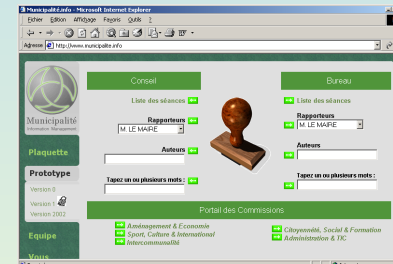 Municipalité.info - Microsoft Internet Explorer
Fichier Edition Affichage Favoris Outils ?
Adresse http://www.municipalite.info
Municipalité
Information Management
Plaquette
Prototype
Version 0
Version 1
Version 2002
Equipe
Vous
Conseil
Liste des séances
Rapporteurs
M. LE MAIRE
Auteurs
Tapez un ou plusieurs mots :
Bureau
Liste des séances
Rapporteurs
M. LE MAIRE
Auteurs
Tapez un ou plusieurs mots :
Portail des Commissions
Aménagement & Economie
Sport, Culture & International
Intercommunalité
Citoyenneté, Social & Formation
Administration & TIC